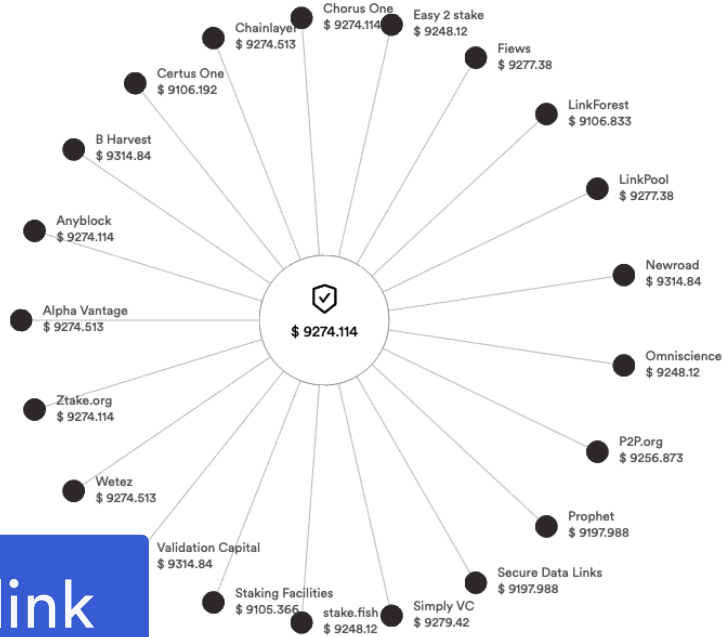 Chorus One
$ 9274.114
Easy 2 stake
$ 9248.12
Chainlayer
$ 9274.513
Fiews
$ 9277.38
Certus One
$ 9106.192
LinkForest
$ 9106.833
B Harvest
$ 9314.84
LinkPool
$ 9277.38
Anyblock
$ 9274.114
Newroad
$ 9314.84
Alpha Vantage
$ 9274.513
$ 9274.114
Omniscience
$ 9248.12
Ztake.org
$ 9274.114
P2P.org
$ 9256.873
Wetez
$ 9274.513
Prophet
$ 9197.988
Validation Capital
$ 9314.84
Secure Data Links
$ 9197.988
Staking Facilities
$ 9105.366
stake.fish
$ 9248.12
Simply VC
$ 9279.42
link